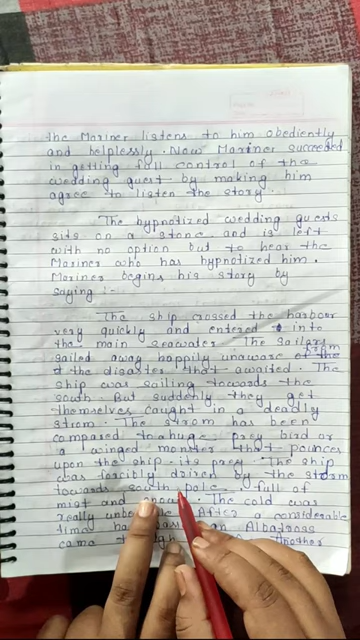 the Mariner listens to him obediently
and helplessly. Now Mariner succeeded
in getting full control of the
wedding guest by making him
agree to listen the story.
The hypnotized wedding guests
sits on a stone and is left
with no option but to hear the
Mariner who has hypnotized him.
Mariner begins his story by
saying :-
The ship crossed the harbour
very quickly and entered into
the main seawater. The sailors
sailed away happily unaware of the
the disaster that awaited. The
ship was sailing towards the
south. But suddenly they get
themselves caught in a deadly
strom. The strom has been
compared to a huge prey bird or
a winged monster that pounces
upon the ship its prey. The ship
was forcibly driven by the storm
towards south pole full of
mist and The cold was
really After a considerable
time an Albatross
came Another